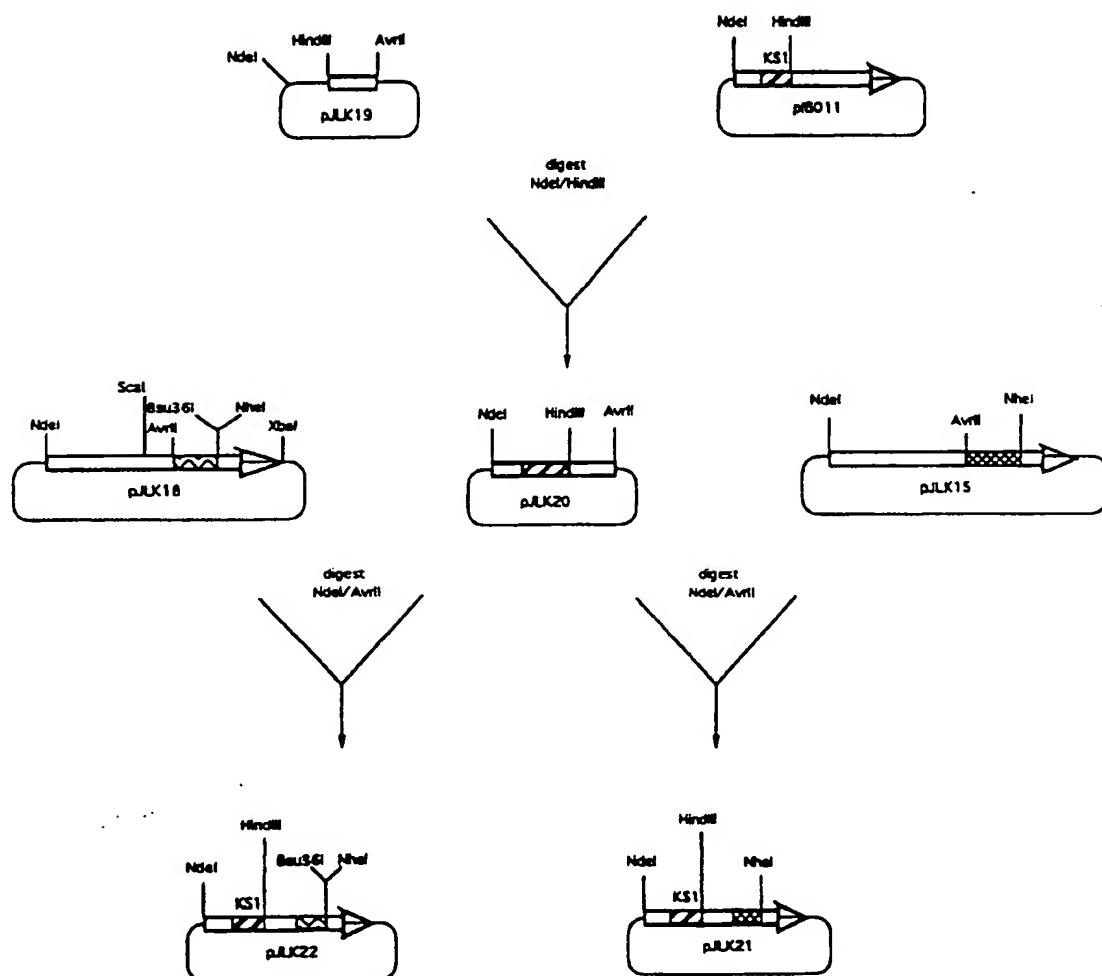 HindIII AvrII
NdeI
pJLK19
NdeI HindIII
KS1
pIB011
digest
NdeI/HindIII
ScaI
Bsu36I NheI
NdeI AvrII XbaI
pJLK18
NdeI HindIII AvrII
pJLK20
NdeI AvrII NheI
pJLK15
digest
NdeI/AvrII
digest
NdeI/AvrII
HindIII
NdeI Bsu36I NheI
KS1
pJLK22
HindIII
NdeI NheI
KS1
pJLK21